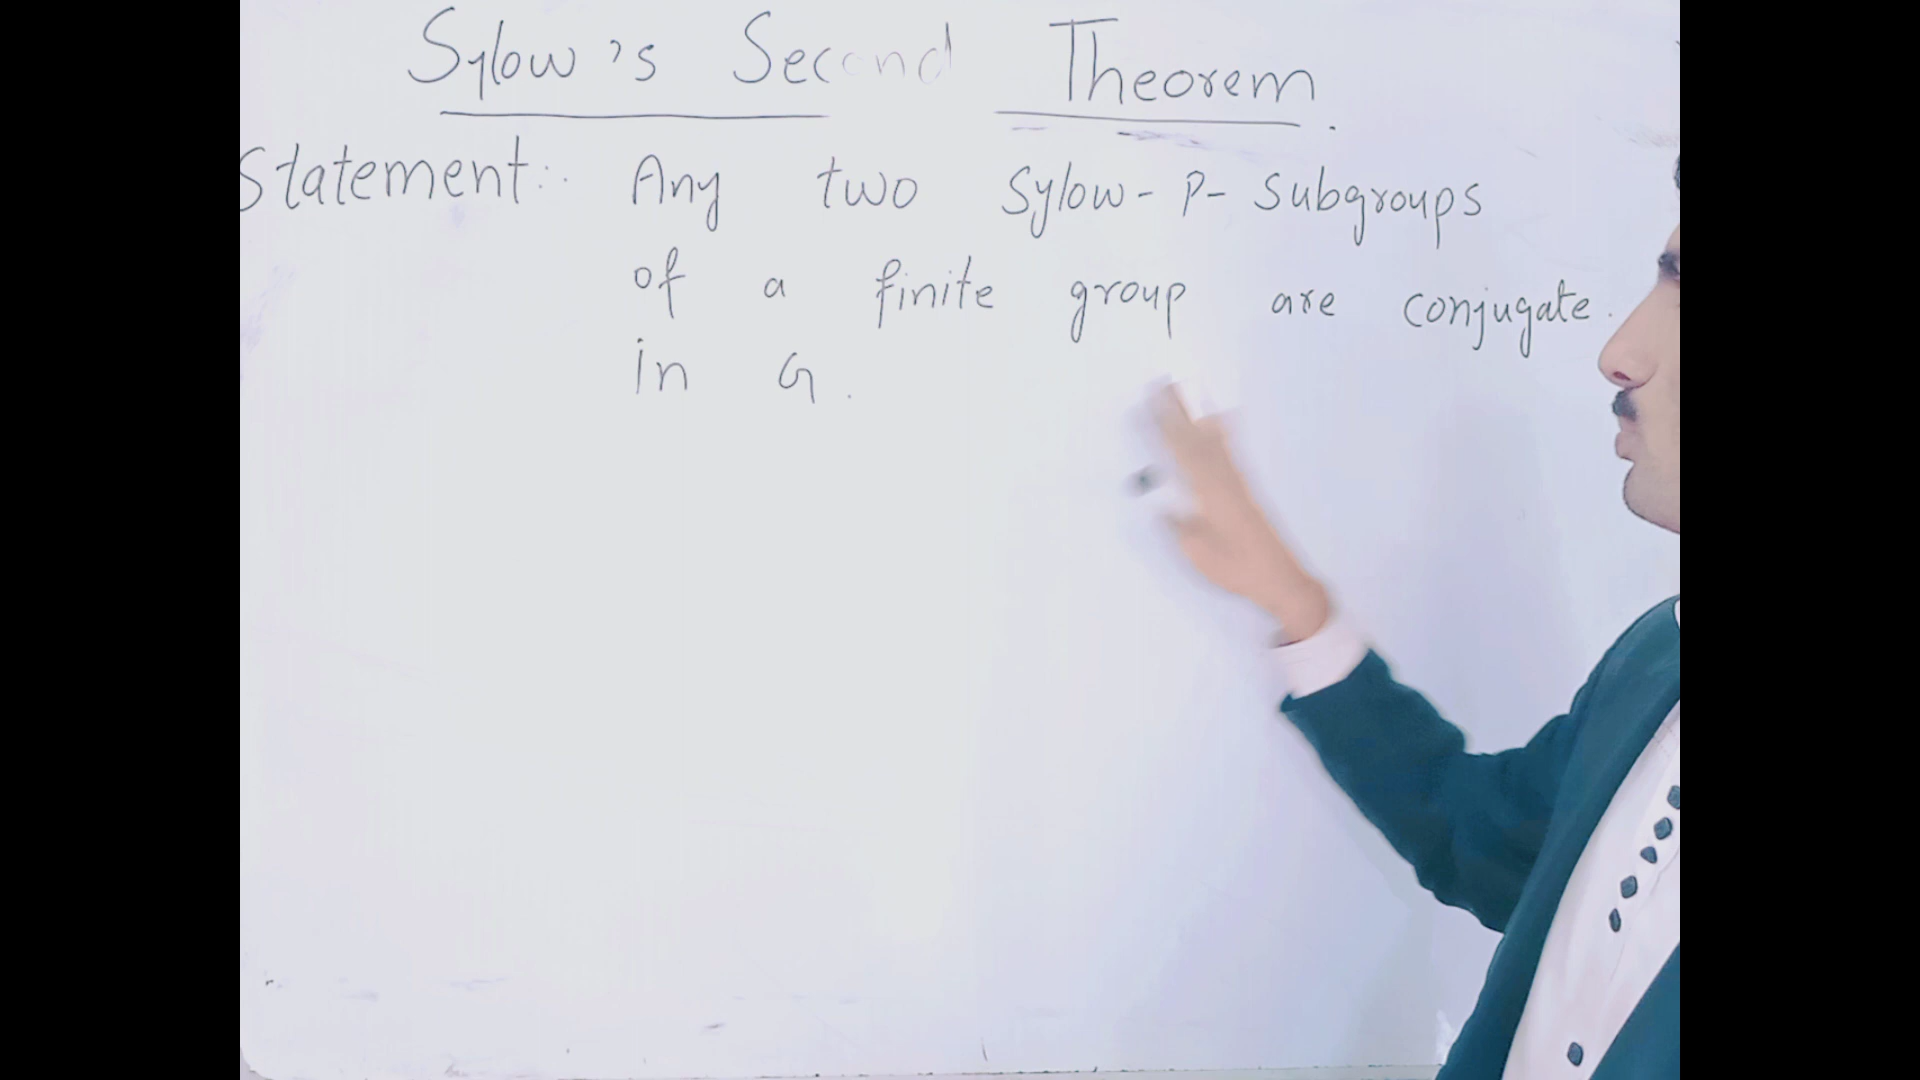 Sylow's Second Theorem.
Statement:. Any two Sylow-P-Subgroups
of a finite group are conjugate.
in G.